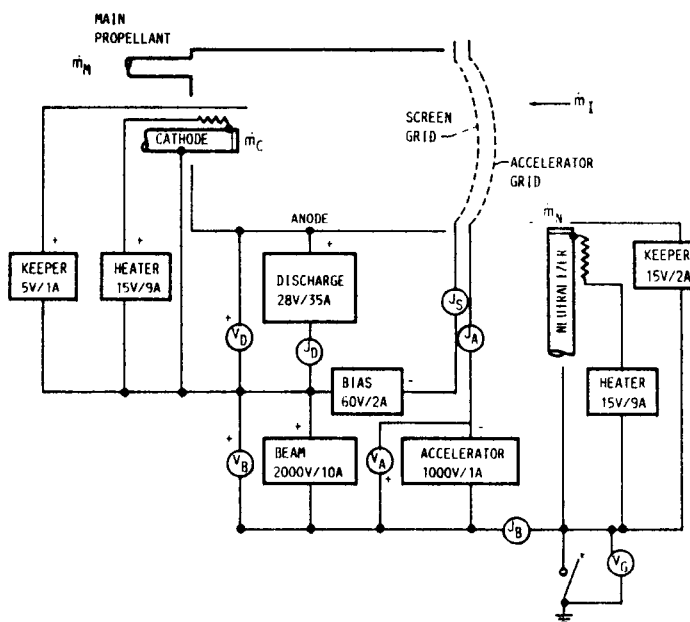 MAIN
PROPELLANT
ṁM
ṁI
SCREEN
GRID
CATHODE
ṁC
ACCELERATOR
GRID
ANODE
ṁN
+
+
+
-
+
KEEPER
5V/1A
HEATER
15V/9A
DISCHARGE
28V/35A
NEUTRALIZER
KEEPER
15V/2A
JS
+
VD
JD
JA
BIAS
60V/2A
-
HEATER
15V/9A
+
VB
+
BEAM
2000V/10A
VA
+
-
ACCELERATOR
1000V/1A
JB
*
VG